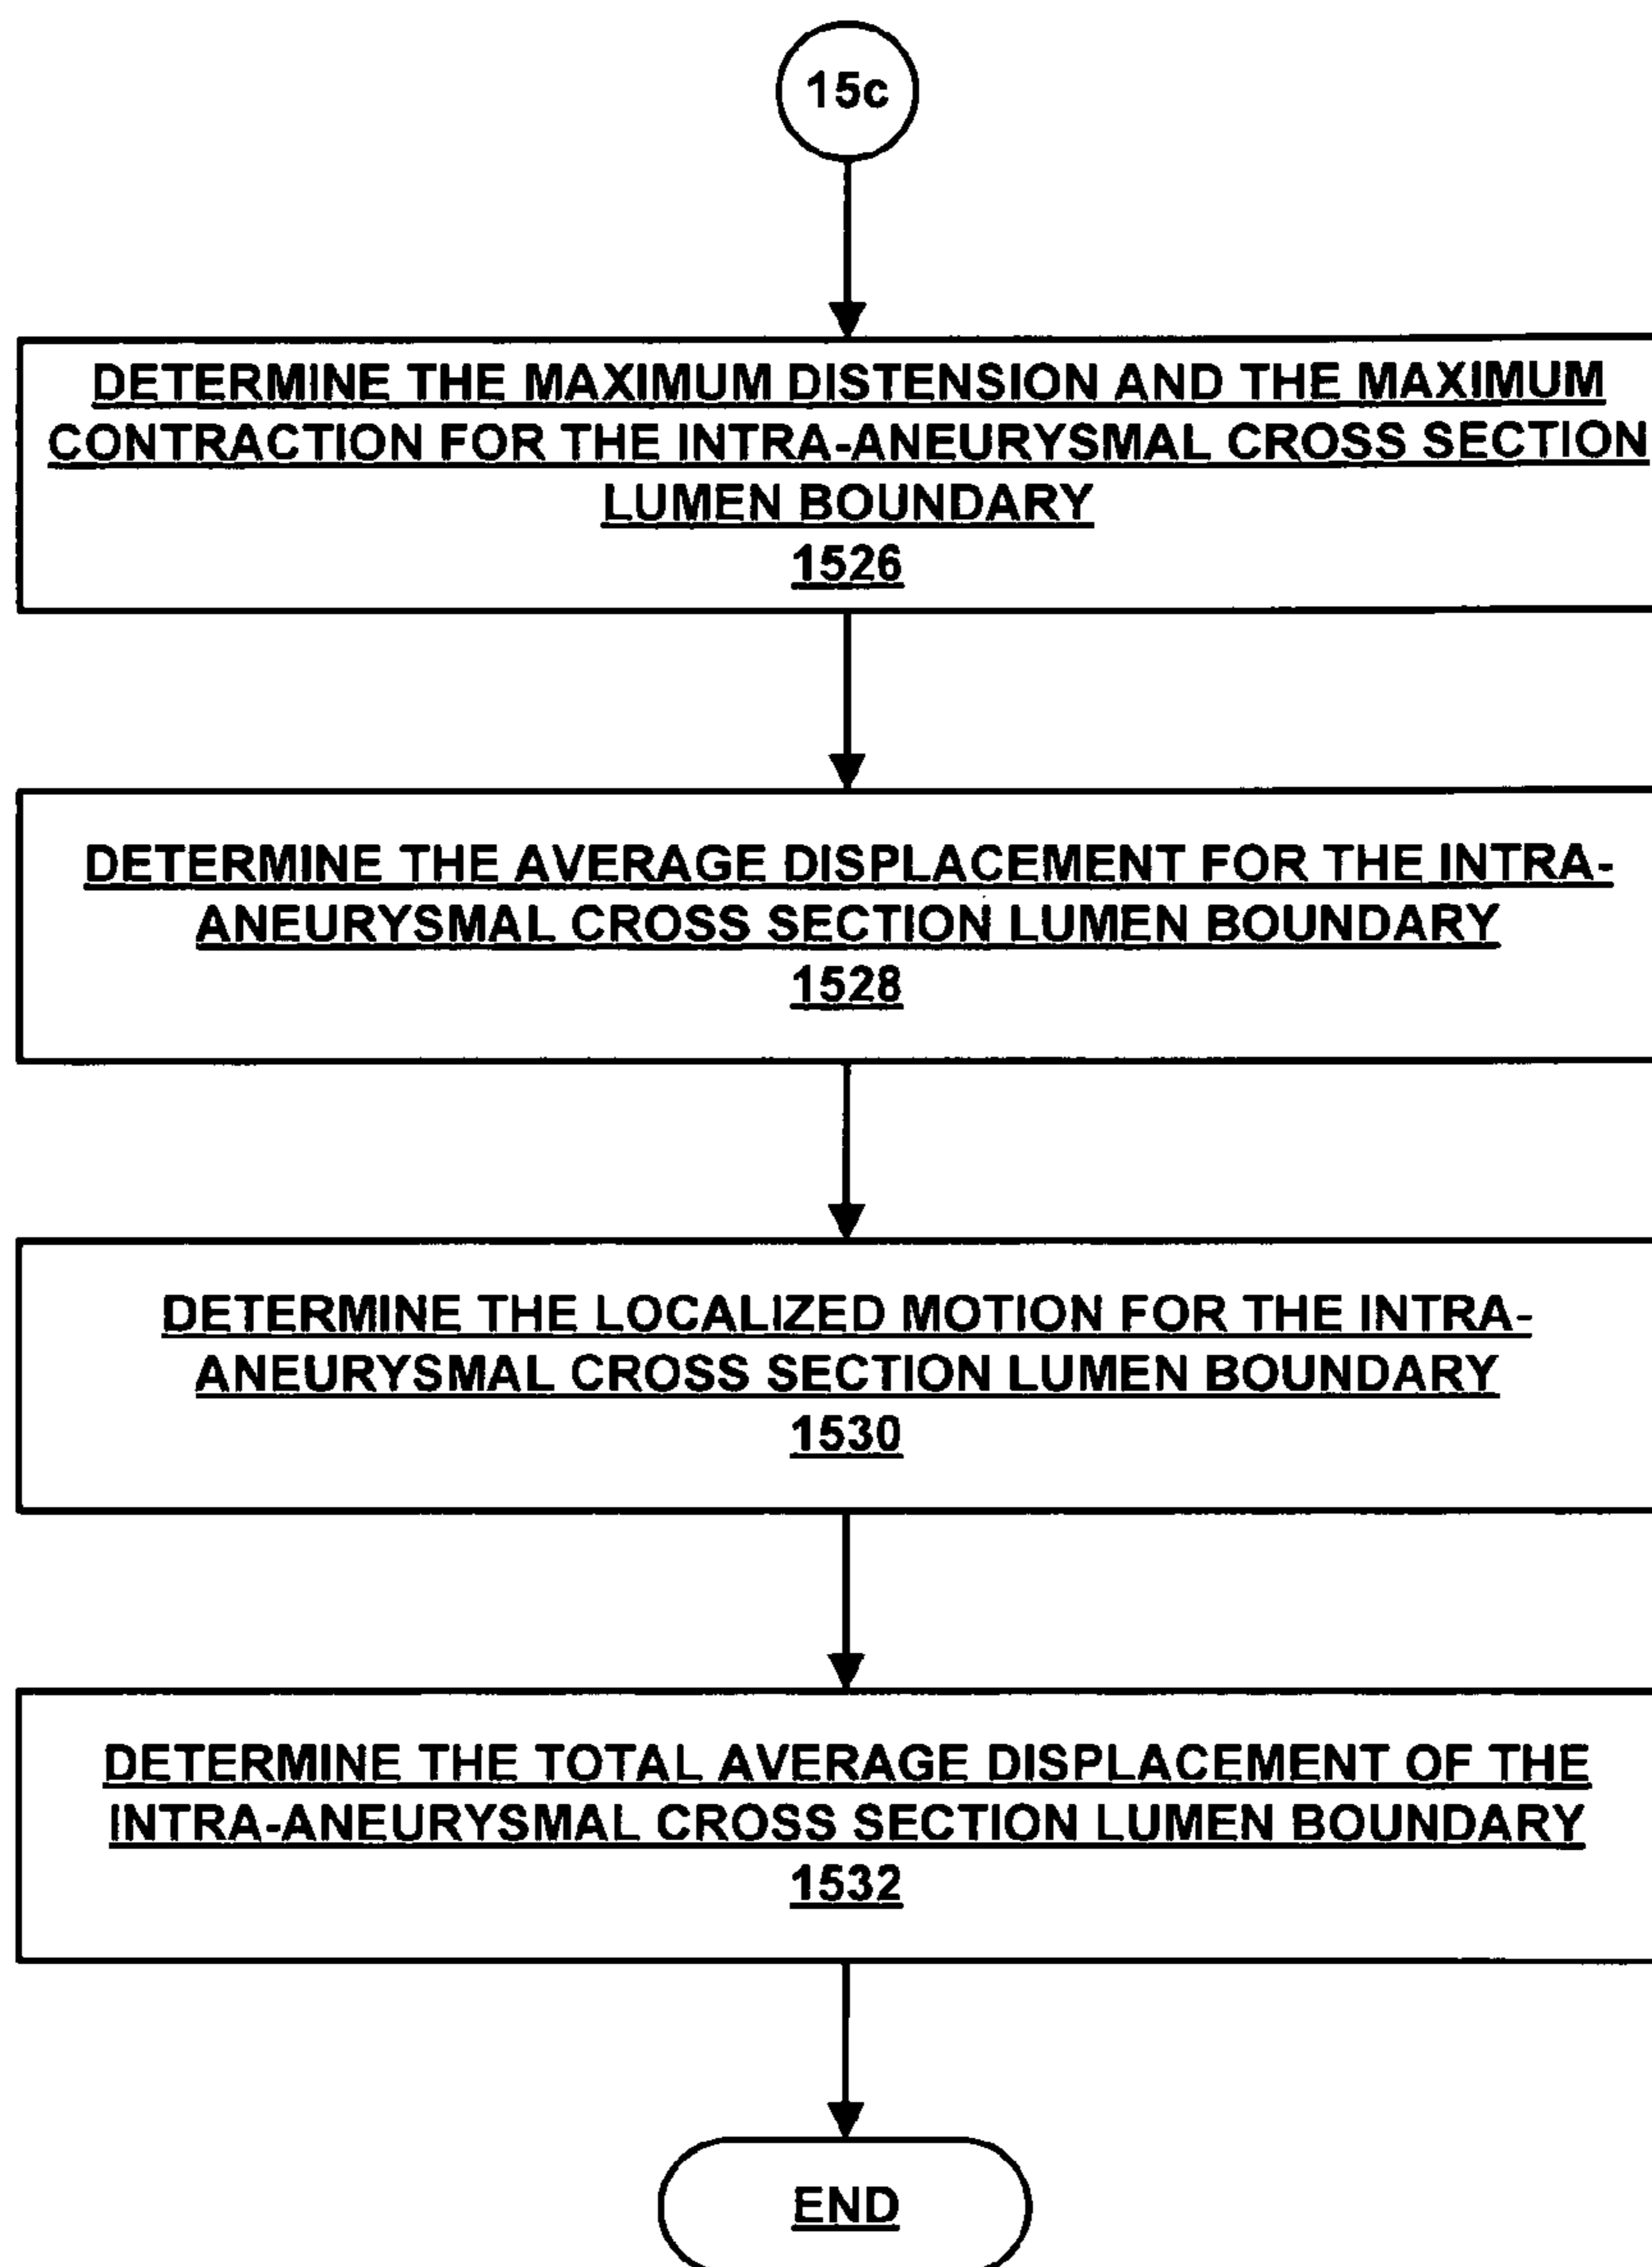 15c
DETERMINE THE MAXIMUM DISTENSION AND THE MAXIMUM
CONTRACTION FOR THE INTRA-ANEURYSMAL CROSS SECTION
LUMEN BOUNDARY
1526
DETERMINE THE AVERAGE DISPLACEMENT FOR THE INTRA-
ANEURYSMAL CROSS SECTION LUMEN BOUNDARY
1528
DETERMINE THE LOCALIZED MOTION FOR THE INTRA-
ANEURYSMAL CROSS SECTION LUMEN BOUNDARY
1530
DETERMINE THE TOTAL AVERAGE DISPLACEMENT OF THE
INTRA-ANEURYSMAL CROSS SECTION LUMEN BOUNDARY
1532
END